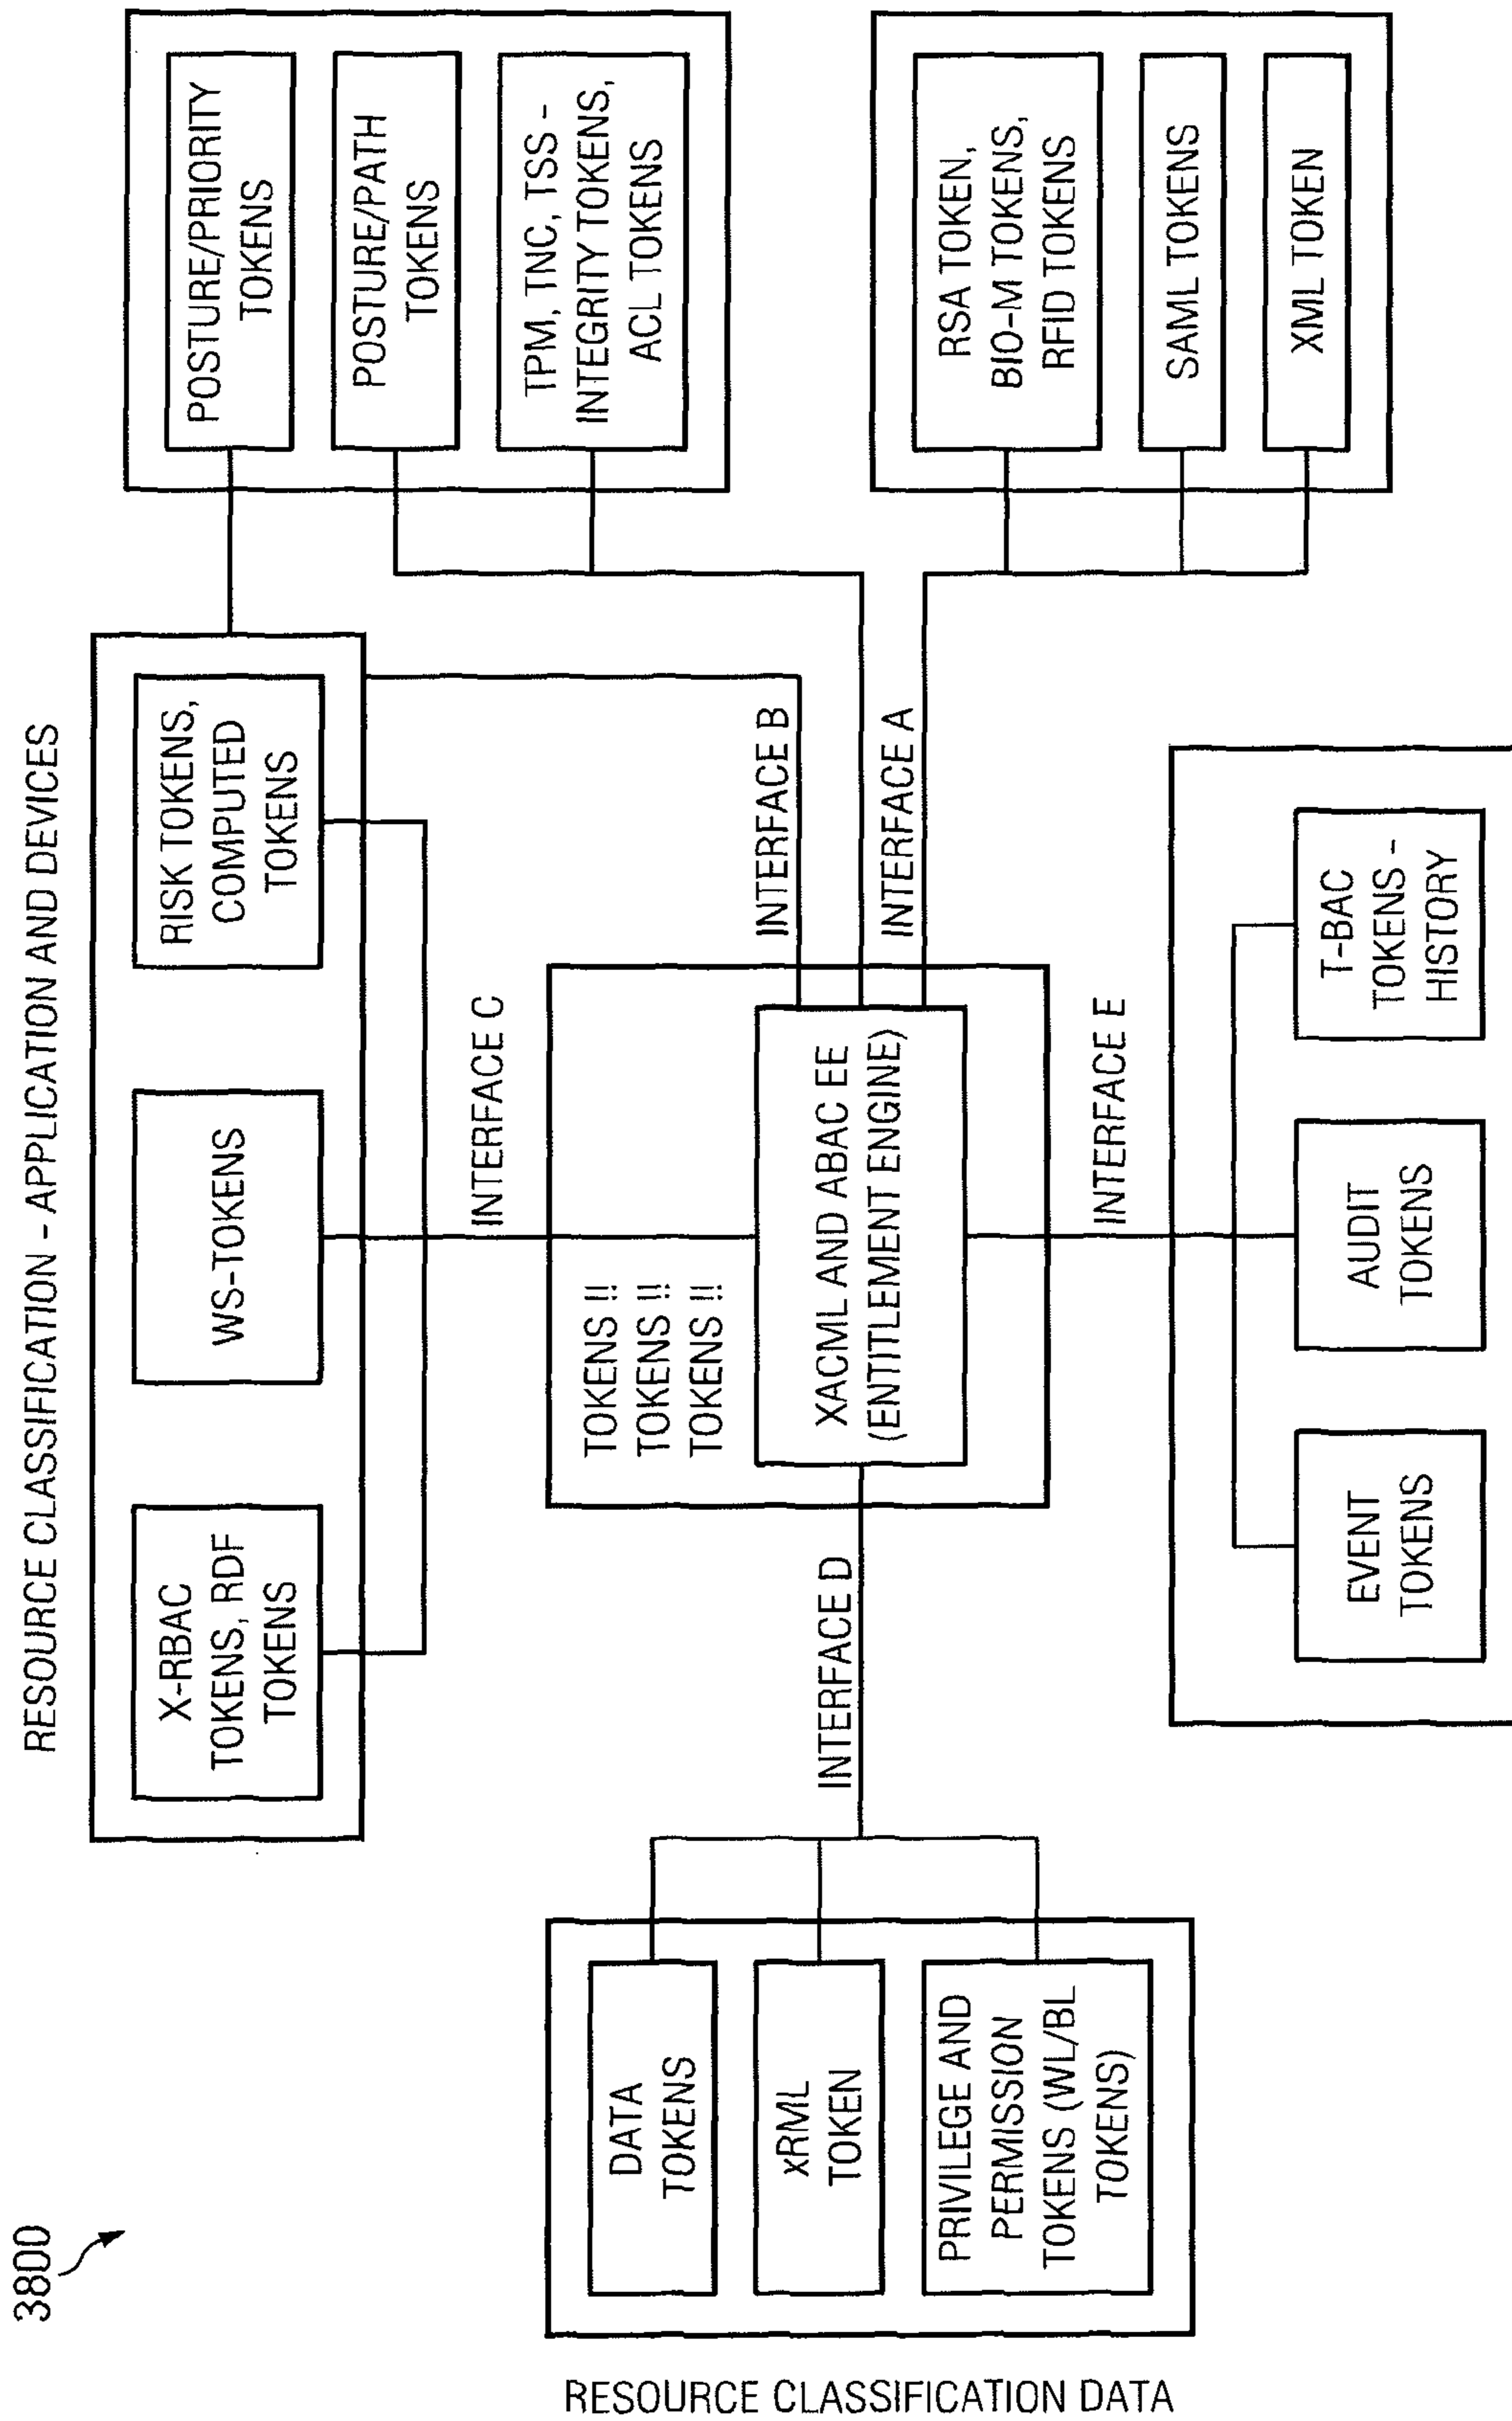 3800
RESOURCE CLASSIFICATION - APPLICATION AND DEVICES
X-RBAC
TOKENS, RDF
TOKENS
WS-TOKENS
RISK TOKENS,
COMPUTED
TOKENS
POSTURE/PRIORITY
TOKENS
POSTURE/PATH
TOKENS
TPM, TNC, TSS -
INTEGRITY TOKENS,
ACL TOKENS
INTERFACE C
INTERFACE B
INTERFACE A
TOKENS !!
TOKENS !!
TOKENS !!
XACML AND ABAC EE
(ENTITLEMENT ENGINE)
INTERFACE D
INTERFACE E
DATA
TOKENS
xRML
TOKEN
PRIVILEGE AND
PERMISSION
TOKENS (WL/BL
TOKENS)
RESOURCE CLASSIFICATION DATA
RSA TOKEN,
BIO-M TOKENS,
RFID TOKENS
SAML TOKENS
XML TOKEN
EVENT
TOKENS
AUDIT
TOKENS
T-BAC
TOKENS -
HISTORY